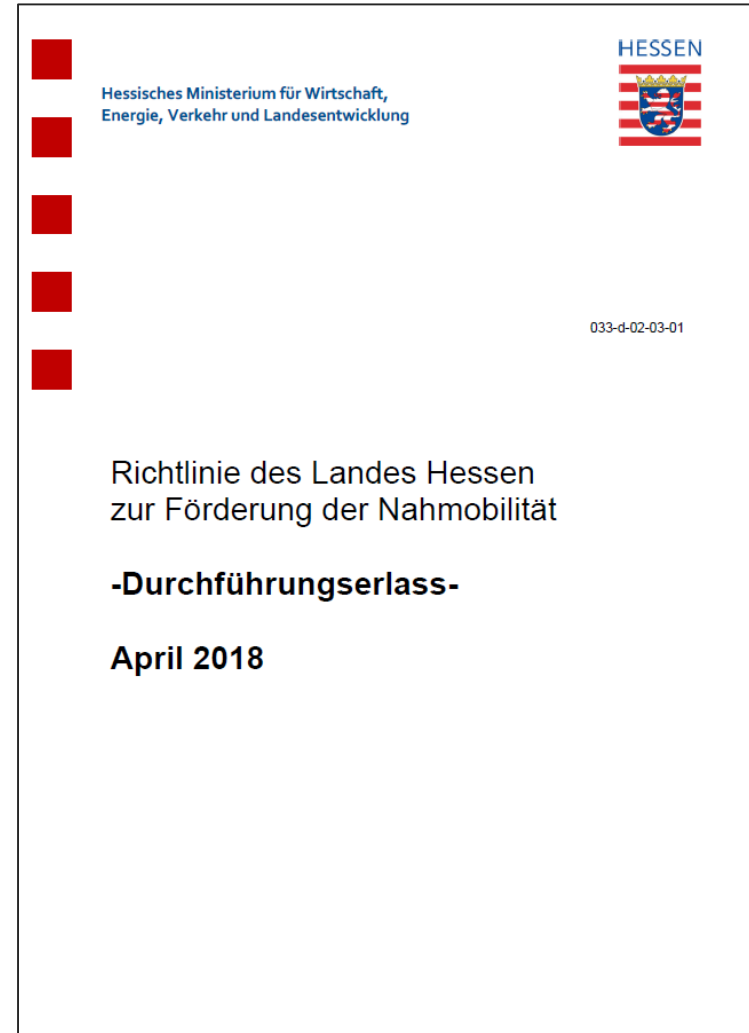 HESSEN
Hessisches Ministerium für Wirtschaft,
Energie, Verkehr und Landesentwicklung
033-d-02-03-01
Richtlinie des Landes Hessen
zur Förderung der Nahmobilität
-Durchführungserlass-
April 2018